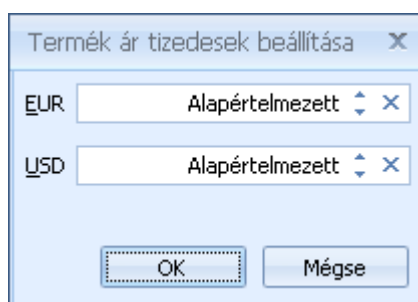 Termék ár tizedesek beállítása
EUR Alapértelmezett
USD Alapértelmezett
OK Mégse